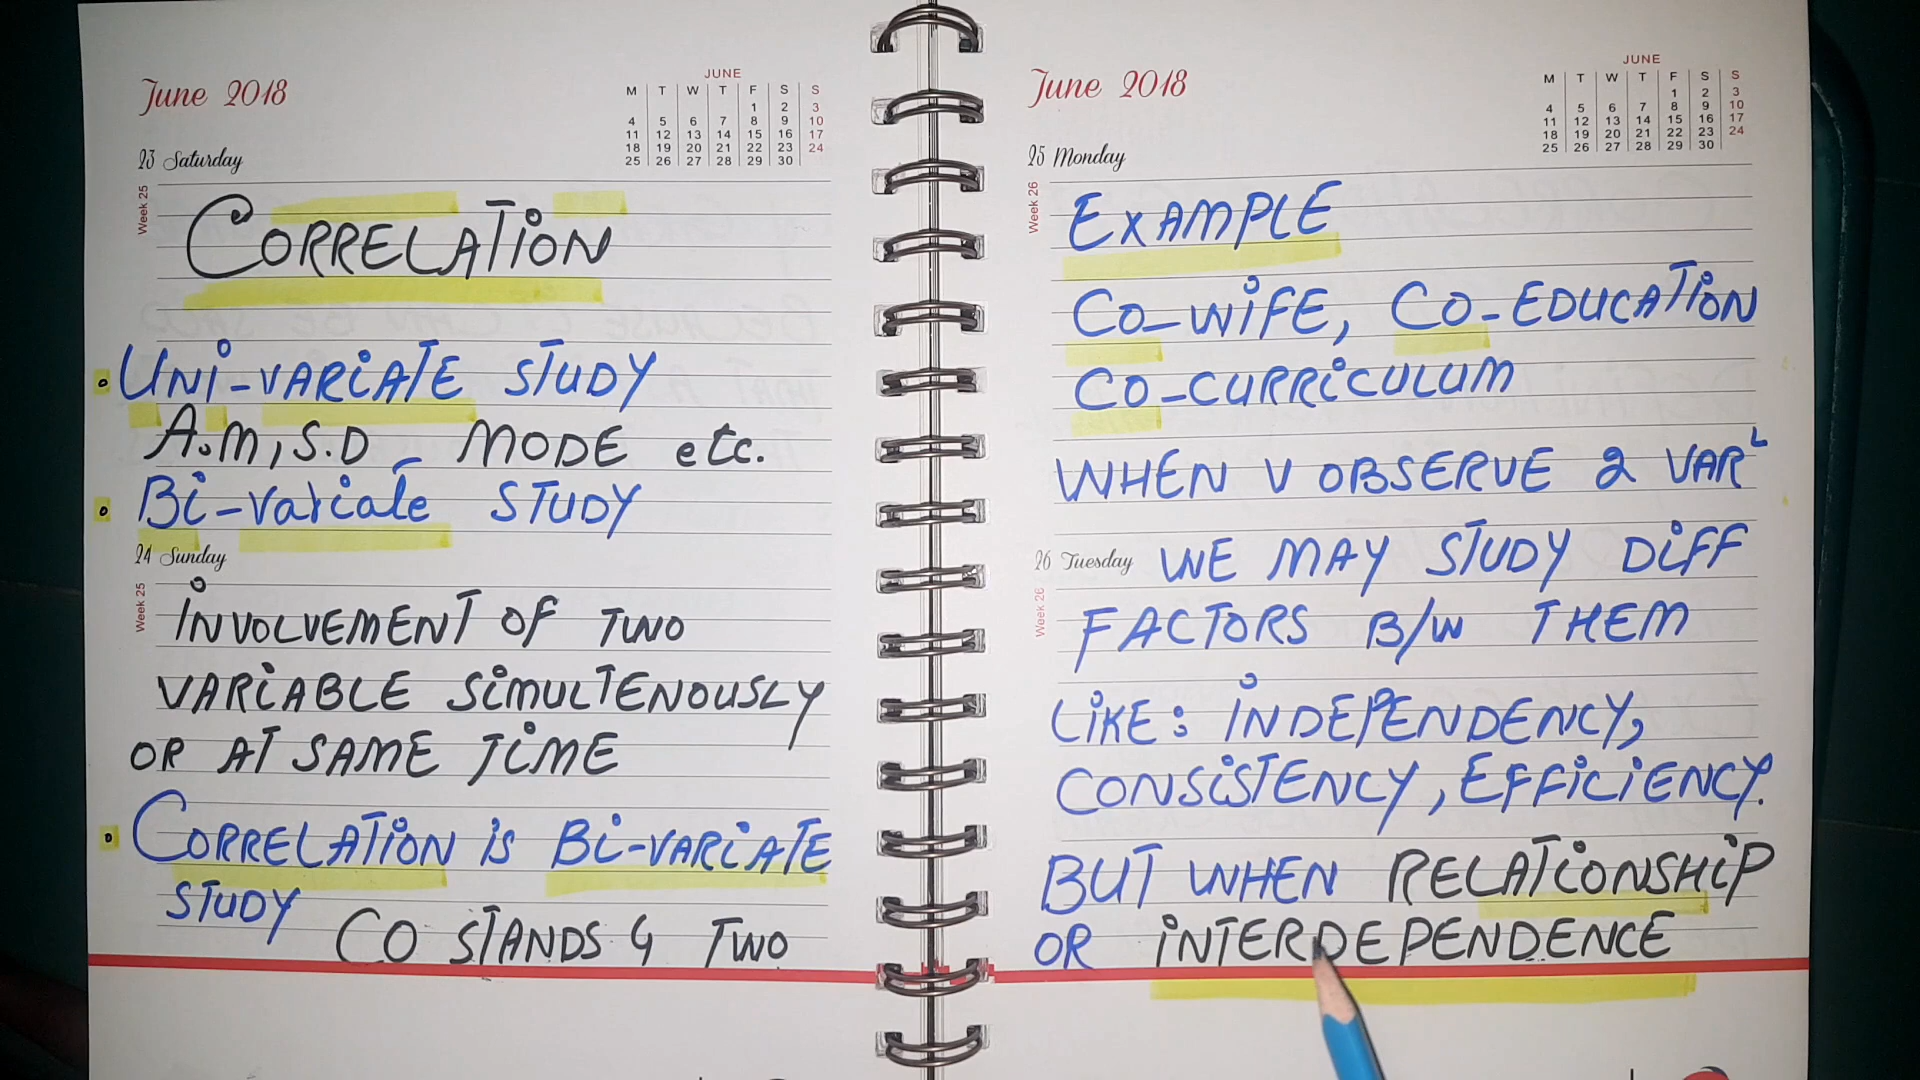 June 2018
JUNE
M T W T F S S
1 2 3
4 5 6 7 8 9 10
11 12 13 14 15 16 17
18 19 20 21 22 23 24
25 26 27 28 29 30
23 Saturday
Week 25
CORRELATION
UNI-VARIATE STUDY
A.M, S.D - MODE etc.
Bi-variate STUDY
24 Sunday
Week 25
INVOLVEMENT OF TWO
VARIABLE SIMULTENOUSLY
OR AT SAME TIME
CORRELATION is Bi-VARIATE
STUDY
CO STANDS 4 TWO
June 2018
JUNE
M T W T F S S
1 2 3
4 5 6 7 8 9 10
11 12 13 14 15 16 17
18 19 20 21 22 23 24
25 26 27 28 29 30
25 Monday
Week 26
EXAMPLE
CO-WIFE, CO-EDUCATION
CO-CURRICULUM
WHEN V OBSERVE 2 VARL
26 Tuesday
WE MAY STUDY DIFF
Week 26
FACTORS B/W THEM
LIKE: INDEPENDENCY,
CONSISTENCY, EFFICIENCY.
BUT WHEN RELATIONSHIP
OR INTERDEPENDENCE